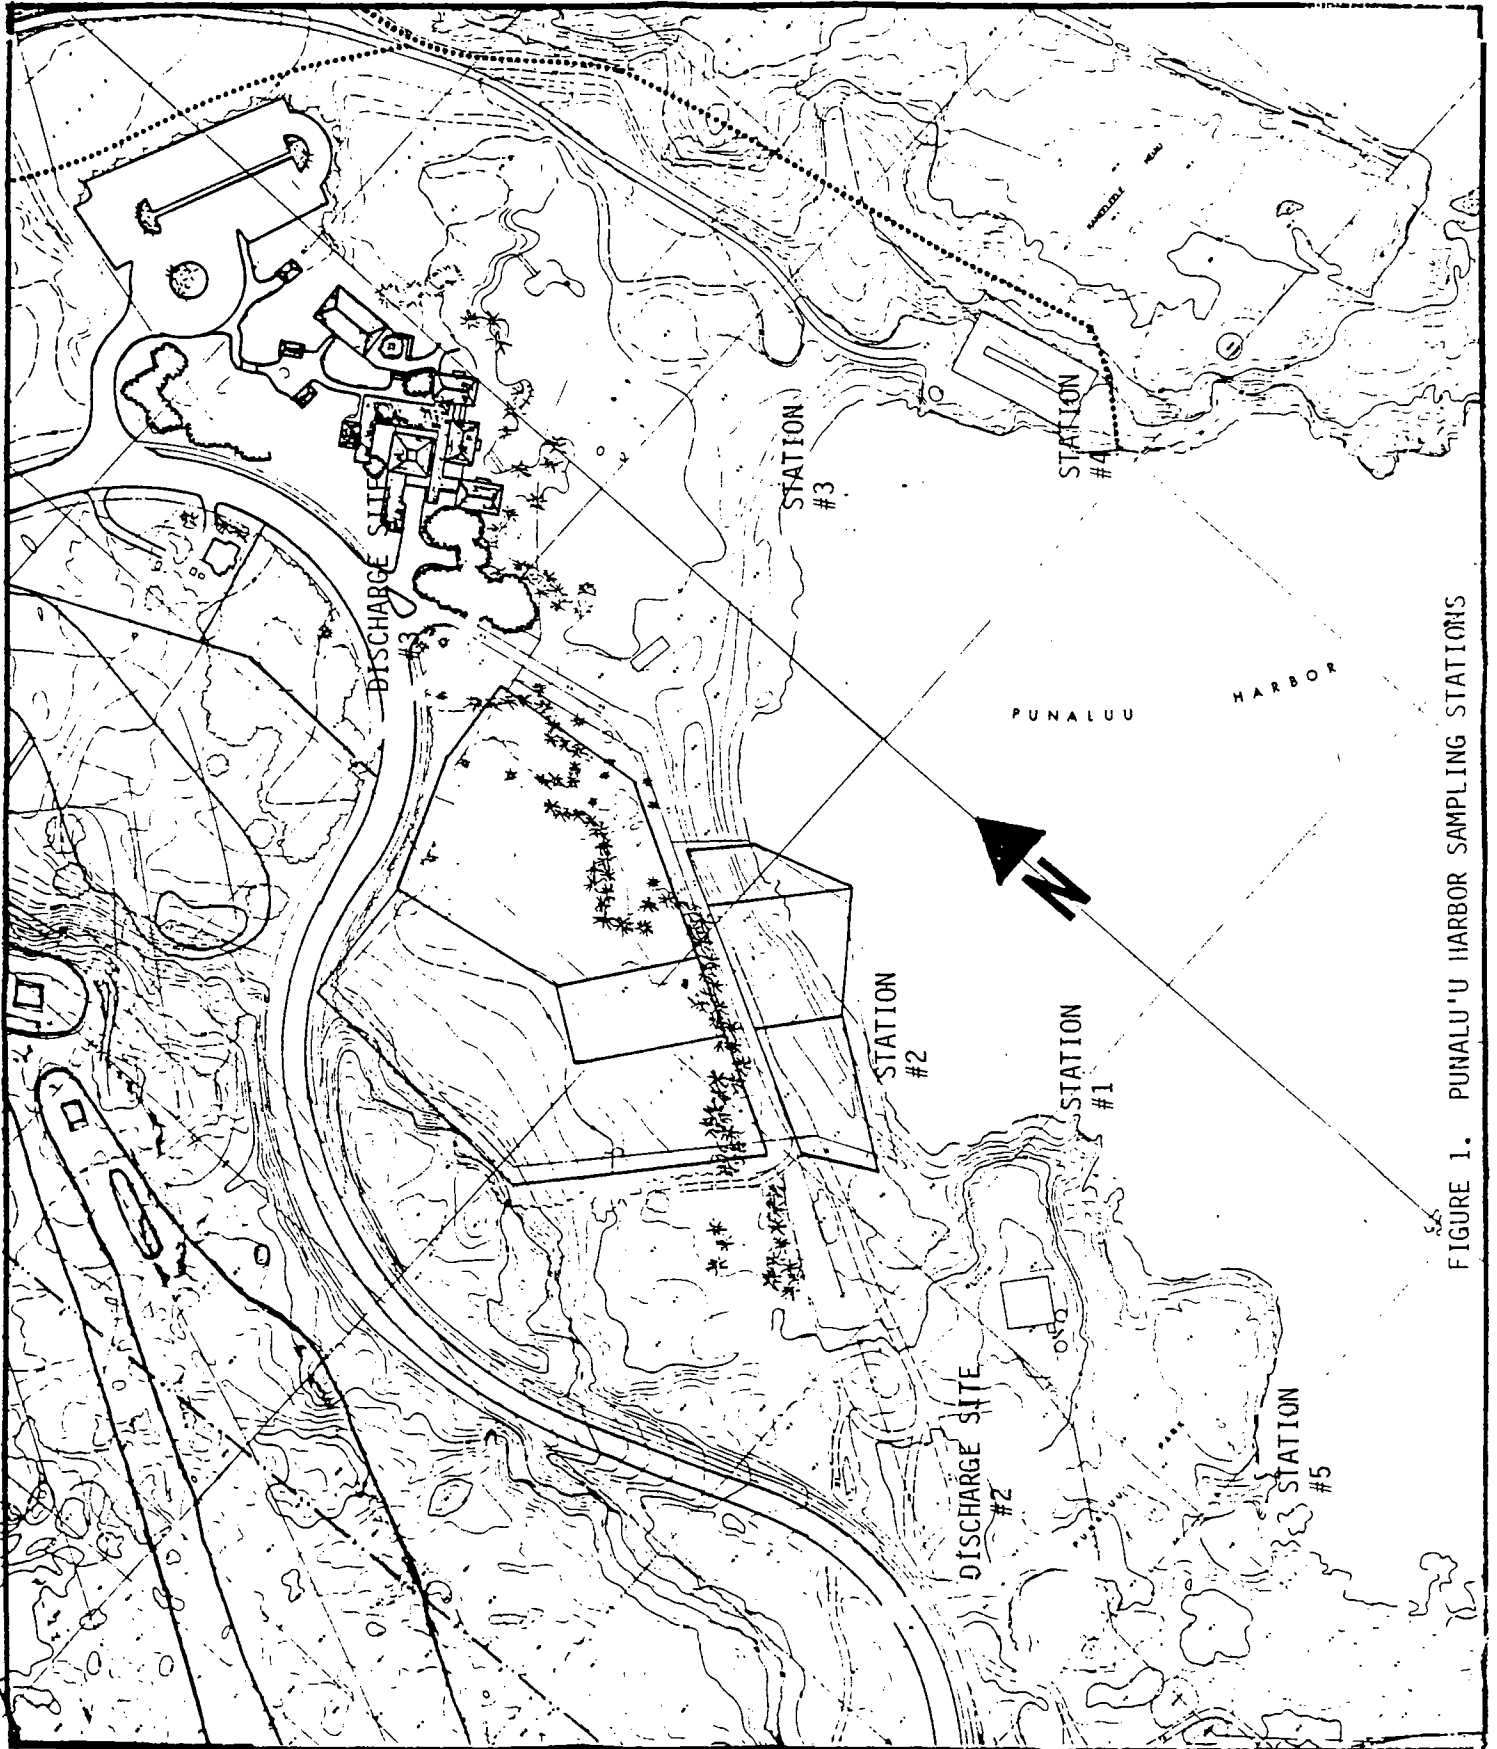 DISCHARGE SITE
#3
STATION
#3
STATION
#4
PUNALUU HARBOR
N
STATION
#2
STATION
#1
DISCHARGE SITE
#2
PARK
STATION
#5
FIGURE 1. PUNALU'U HARBOR SAMPLING STATIONS